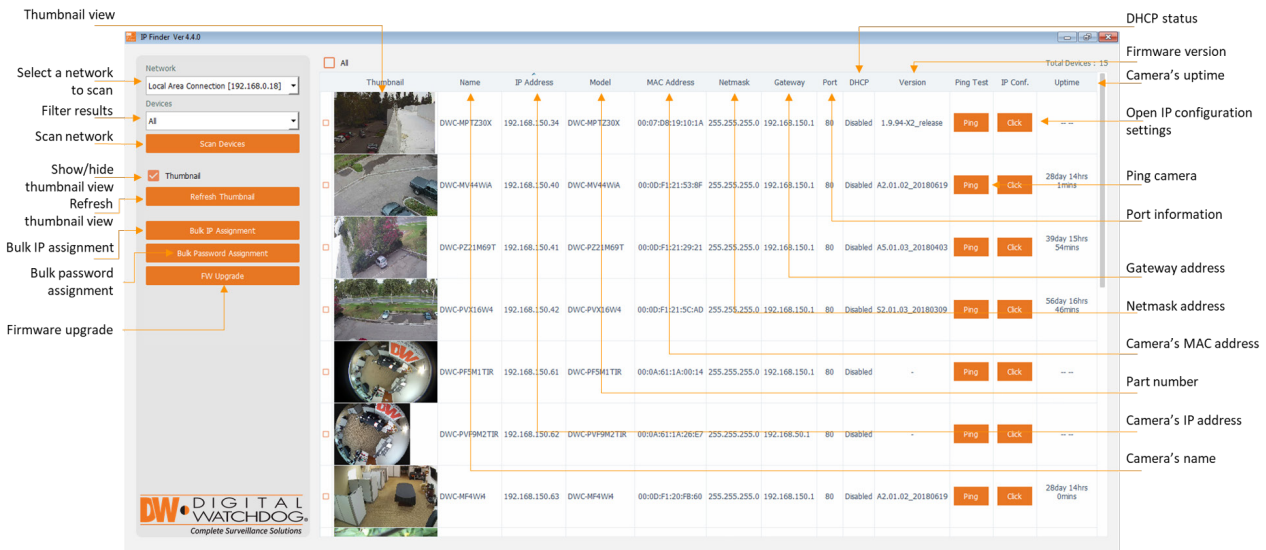 Thumbnail view
DHCP status
IP Finder Ver 4.4.0
Firmware version
Network
All
Total Devices : 13
Select a network
to scan
Local Area Connection [192.168.0.18]
Thumbnail Name IP Address Model MAC Address Netmask Gateway Port DHCP Version Ping Test IP Conf. Uptime
Camera's uptime
Devices
Filter results
All
Scan network
Scan Devices
DWC-MPTZ30X 192.168.150.34 DWC-MPTZ30X 00:07:D8:19:10:1A 255.255.255.0 192.168.150.1 80 Disabled 1.9.94-X2_release Ping Click -- --
Open IP configuration
settings
Show/hide
thumbnail view
Thumbnail
Refresh
thumbnail view
Refresh Thumbnail
DWC-MV44WiA 192.168.150.40 DWC-MV44WiA 00:0D:F1:21:53:8F 255.255.255.0 192.168.150.1 80 Disabled A2.01.02_20180619 Ping Click 28day 14hrs
1mins
Ping camera
Port information
Bulk IP assignment
Bulk IP Assignment
Bulk password
assignment
Bulk Password Assignment
DWC-PZ21M69T 192.168.150.41 DWC-PZ21M69T 00:0D:F1:21:29:21 255.255.255.0 192.168.150.1 80 Disabled A5.01.03_20180403 Ping Click 39day 15hrs
54mins
Gateway address
FW Upgrade
Firmware upgrade
DWC-PVX16W4 192.168.150.42 DWC-PVX16W4 00:0D:F1:21:5C:AD 255.255.255.0 192.168.150.1 80 Disabled S2.01.03_20180309 Ping Click 56day 16hrs
46mins
Netmask address
Camera's MAC address
DWC-PF5M1TIR 192.168.150.61 DWC-PF5M1TIR 00:0A:61:1A:00:14 255.255.255.0 192.168.150.1 80 Disabled - Ping Click -- --
Part number
Camera's IP address
DWC-PVF9M2TIR 192.168.150.62 DWC-PVF9M2TIR 00:0A:61:1A:26:E7 255.255.255.0 192.168.50.1 80 Disabled - Ping Click -- --
Camera's name
DWC-MF4Wi4 192.168.150.63 DWC-MF4Wi4 00:0D:F1:20:FB:60 255.255.255.0 192.168.150.1 80 Disabled A2.01.02_20180619 Ping Click 28day 14hrs
0mins
DW DIGITAL
WATCHDOG®
Complete Surveillance Solutions